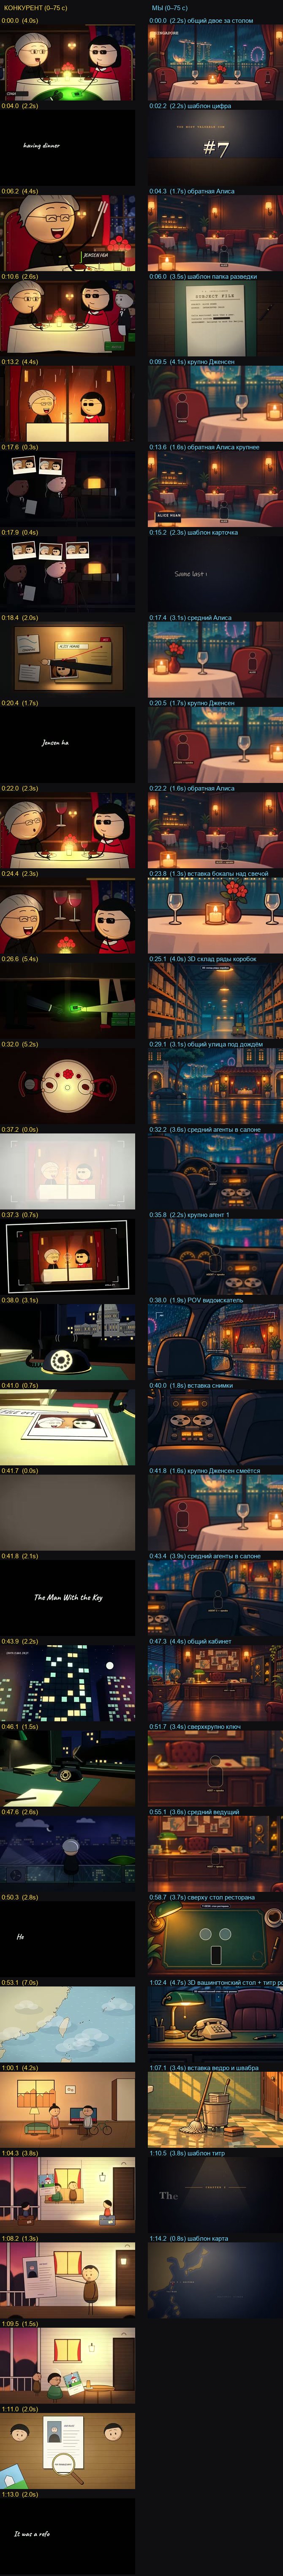 КОНКУРЕНТ (0–75 с)
0:00.0 (4.0s)
0:04.0 (2.2s)
having dinner
0:06.2 (4.4s)
0:10.6 (2.6s)
0:13.2 (4.4s)
0:17.6 (0.3s)
0:17.9 (0.4s)
0:18.4 (2.0s)
0:20.4 (1.7s)
Jensen ha
0:22.0 (2.3s)
0:24.4 (2.3s)
0:26.6 (5.4s)
0:32.0 (5.2s)
0:37.2 (0.0s)
0:37.3 (0.7s)
0:38.0 (3.1s)
0:41.0 (0.7s)
0:41.7 (0.0s)
0:41.8 (2.1s)
The Man With the Key
0:43.9 (2.2s)
0:46.1 (1.5s)
0:47.6 (2.6s)
0:50.3 (2.8s)
He
0:53.1 (7.0s)
1:00.1 (4.2s)
1:04.3 (3.8s)
1:08.2 (1.3s)
1:09.5 (1.5s)
1:11.0 (2.0s)
1:13.0 (2.0s)
It was a refe
МЫ (0–75 с)
0:00.0 (2.2s) общий двое за столом
0:02.2 (2.2s) шаблон цифра
#7
0:04.3 (1.7s) обратная Алиса
0:06.0 (3.5s) шаблон папка разведки
SUBJECT FILE
0:09.5 (4.1s) крупно Дженсен
0:13.6 (1.6s) обратная Алиса крупнее
ALICE HUANG
0:15.2 (2.3s) шаблон карточка
Same last
0:17.4 (3.1s) средний Алиса
0:20.5 (1.7s) крупно Дженсен
0:22.2 (1.6s) обратная Алиса
0:23.8 (1.3s) вставка бокалы над свечой
0:25.1 (4.0s) 3D склад ряды коробок
0:29.1 (3.1s) общий улица под дождём
0:32.2 (3.6s) средний агенты в салоне
0:35.8 (2.2s) крупно агент 1
0:38.0 (1.9s) POV видоискатель
0:40.0 (1.8s) вставка снимки
0:41.8 (1.6s) крупно Дженсен смеётся
0:43.4 (3.9s) средний агенты в салоне
0:47.3 (4.4s) общий кабинет
0:51.7 (3.4s) сверхкрупно ключ
0:55.1 (3.6s) средний ведущий
0:58.7 (3.7s) сверху стол ресторана
1:02.4 (4.7s) 3D вашингтонский стол + титр
1:07.1 (3.4s) вставка ведро и швабра
1:10.5 (3.8s) шаблон титр
The
1:14.2 (0.8s) шаблон карта